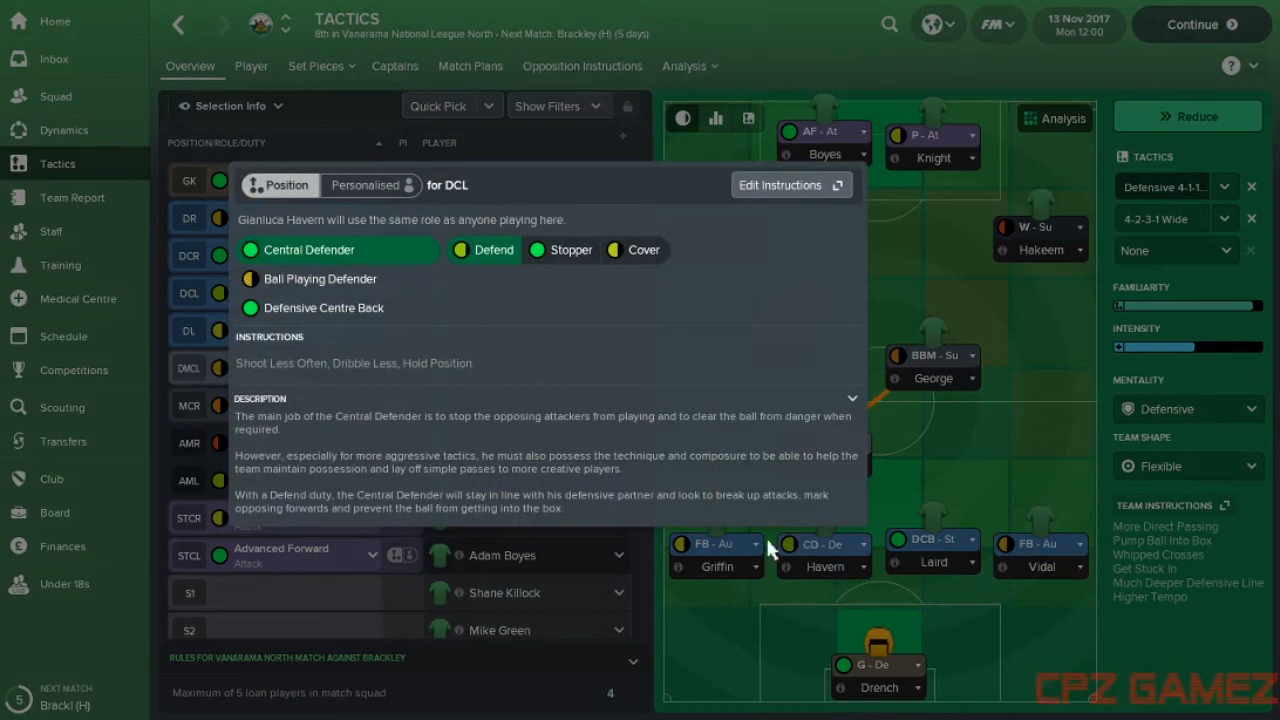 Home
Inbox
Squad
Dynamics
Tactics
Team Report
Staff
Training
Medical Centre
Schedule
Competitions
Scouting
Transfers
Club
Board
Finances
Under 18s
5
NEXT MATCH
Brackl (H)
TACTICS
8th in Vanarama National League North - Next Match: Brackley (H) (5 days)
FM
13 Nov 2017
Mon 12:00
Continue
Overview
Player
Set Pieces
Captains
Match Plans
Opposition Instructions
Analysis
?
Selection Info
Quick Pick
Show Filters
POSITION/ROLE/DUTY
PI
PLAYER
GK
DR
DCR
DCL
DL
DMCL
MCR
AMR
AML
STCR
Attack
STCL
Advanced Forward
Attack
Adam Boyes
S1
Shane Killock
S2
Mike Green
RULES FOR VANARAMA NORTH MATCH AGAINST BRACKLEY
Maximum of 5 loan players in match squad
4
Position
Personalised
for DCL
Edit Instructions
Gianluca Havern will use the same role as anyone playing here.
Central Defender
Defend
Stopper
Cover
Ball Playing Defender
Defensive Centre Back
INSTRUCTIONS
Shoot Less Often, Dribble Less, Hold Position
DESCRIPTION
The main job of the Central Defender is to stop the opposing attackers from playing and to clear the ball from danger when
required.
However, especially for more aggressive tactics, he must also possess the technique and composure to be able to help the
team maintain possession and lay off simple passes to more creative players.
With a Defend duty, the Central Defender will stay in line with his defensive partner and look to break up attacks, mark
opposing forwards and prevent the ball from getting into the box.
Analysis
AF - At
Boyes
P - At
Knight
W - Su
Hakeem
BBM - Su
George
FB - Au
Griffin
CD - De
Havern
DCB - St
Laird
FB - Au
Vidal
G - De
Drench
Reduce
TACTICS
Defensive 4-1-1...
4-2-3-1 Wide
None
FAMILIARITY
INTENSITY
MENTALITY
Defensive
TEAM SHAPE
Flexible
TEAM INSTRUCTIONS
More Direct Passing
Pump Ball Into Box
Whipped Crosses
Get Stuck In
Much Deeper Defensive Line
Higher Tempo
CPZ GAMEZ